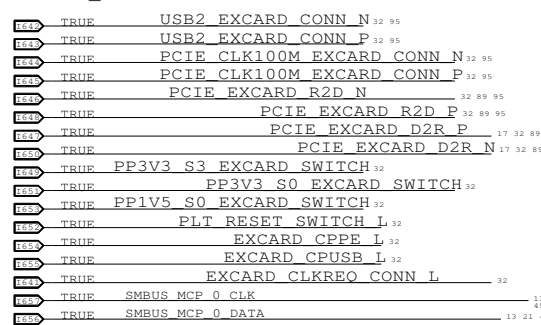 I642 TRUE USB2_EXCARD_CONN_N 32 95
I643 TRUE USB2_EXCARD_CONN_P 32 95
I644 TRUE PCIE_CLK100M_EXCARD_CONN_N 32 95
I645 TRUE PCIE_CLK100M_EXCARD_CONN_P 32 95
I646 TRUE PCIE_EXCARD_R2D_N 32 89 95
I648 TRUE PCIE_EXCARD_R2D_P 32 89 95
I647 TRUE PCIE_EXCARD_D2R_P 17 32 89
I650 TRUE PCIE_EXCARD_D2R_N 17 32 89
I649 TRUE PP3V3_S3_EXCARD_SWITCH 32
I651 TRUE PP3V3_S0_EXCARD_SWITCH 32
I653 TRUE PP1V5_S0_EXCARD_SWITCH 32
I652 TRUE PLT_RESET_SWITCH_L 32
I654 TRUE EXCARD_CPPE_L 32
I655 TRUE EXCARD_CPUSB_L 32
I641 TRUE EXCARD_CLKREQ_CONN_L 32
I657 TRUE SMBUS_MCP_0_CLK
I656 TRUE SMBUS_MCP_0_DATA 13 21